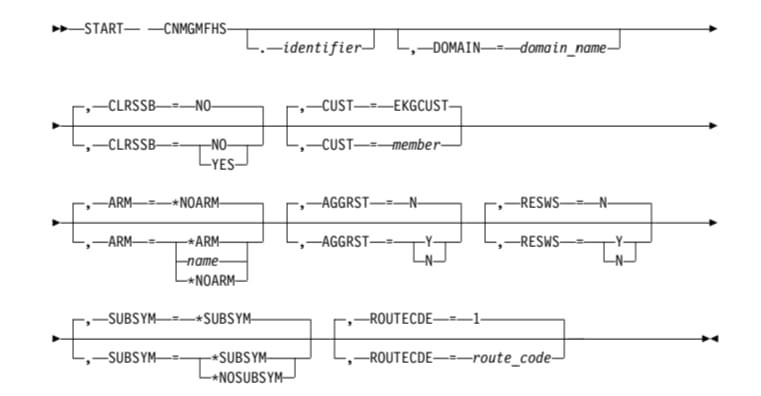 START CNMGMFHS
.identifier ,DOMAIN=domain_name
,CLRSSB=NO ,CUST=EKGCUST
,CLRSSB=NO ,CUST=member
YES
,ARM=*NOARM ,AGGRST=N ,RESWS=N
,ARM=*ARM ,AGGRST=Y ,RESWS=Y
name N N
*NOARM
,SUBSYM=*SUBSYM ,ROUTECDE=1
,SUBSYM=*SUBSYM ,ROUTECDE=route_code
*NOSUBSYM